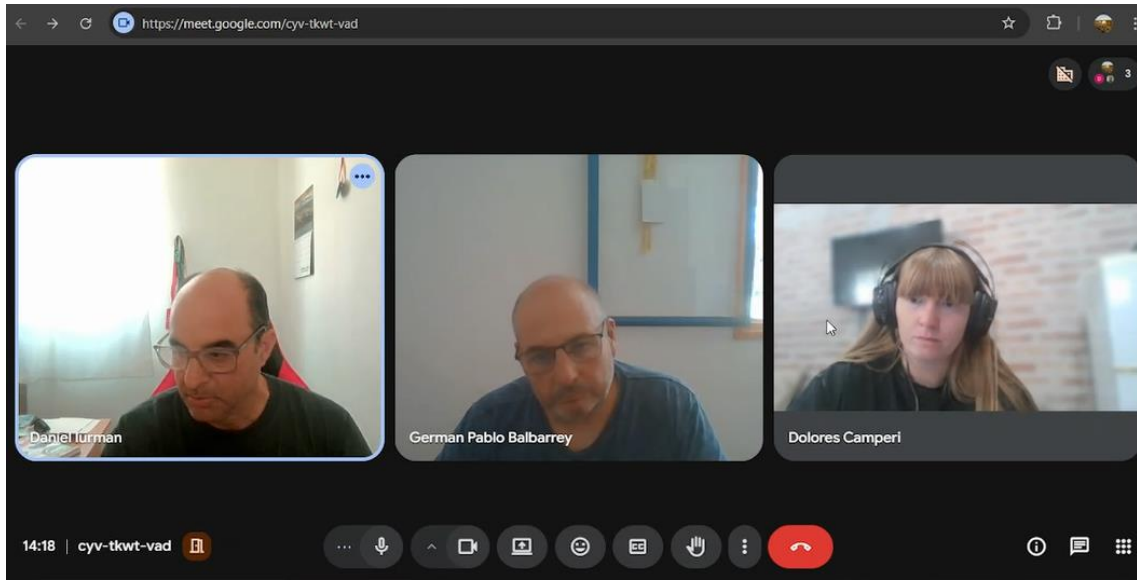 https://meet.google.com/cyv-tkwt-vad
3
Daniel Iurman
German Pablo Balbarrey
Dolores Camperi
14:18 | cyv-tkwt-vad
CC